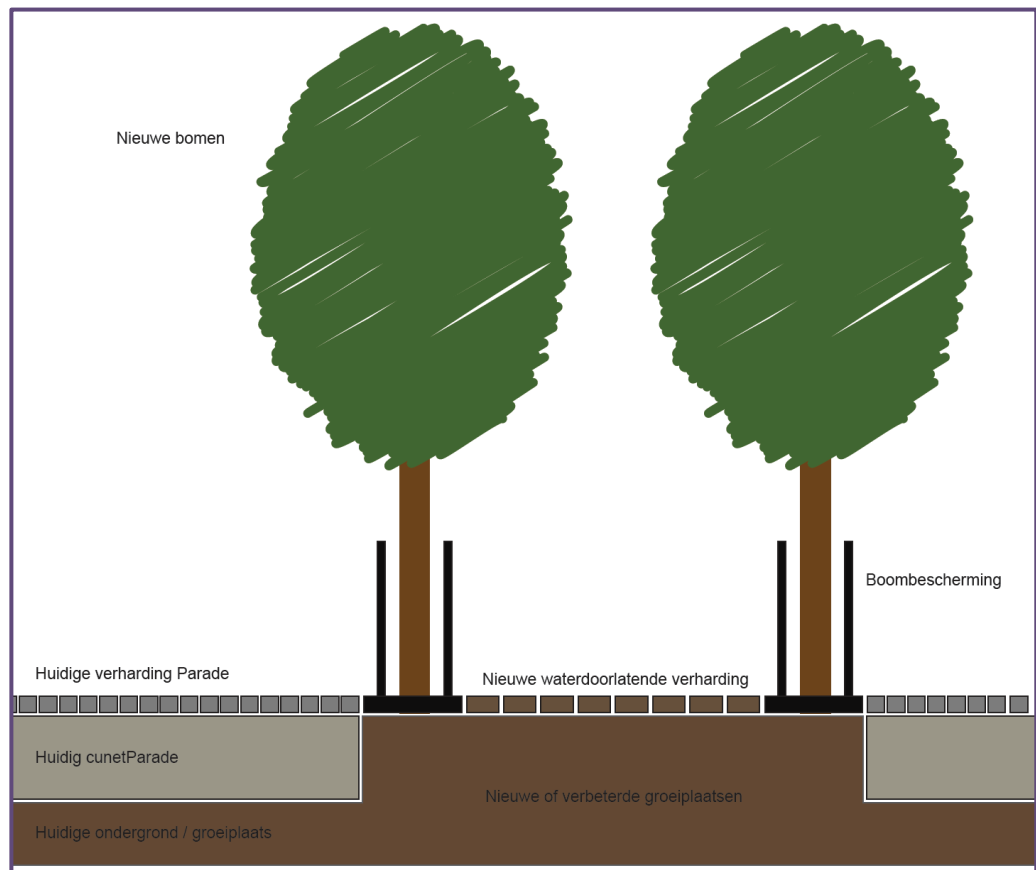 Nieuwe bomen
Boombescherming
Huidige verharding Parade
Nieuwe waterdoorlatende verharding
Huidig cunetParade
Nieuwe of verbeterde groeiplaatsen
Huidige ondergrond / groeiplaats